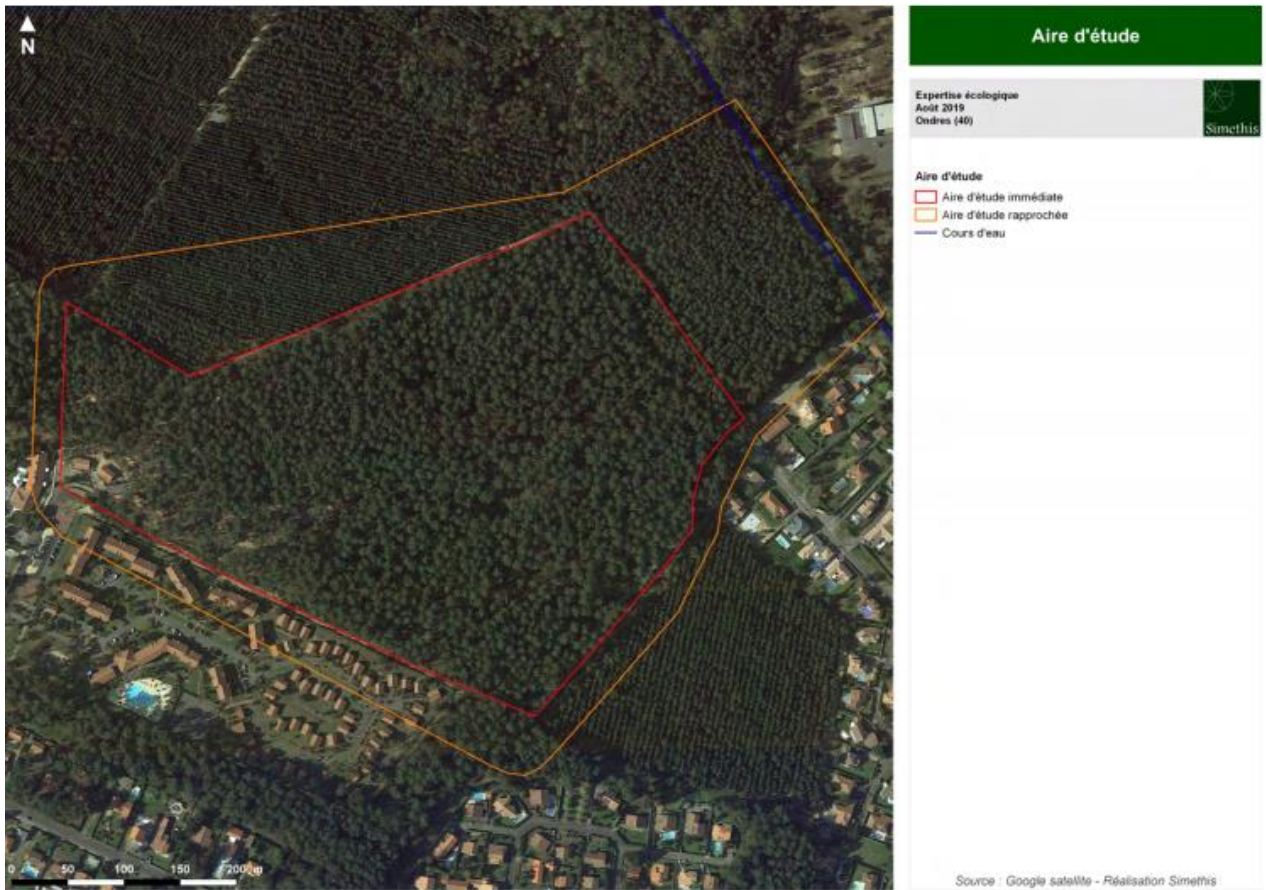 N
Aire d'étude
Expertise écologique
Août 2019
Ondres (40)
Simethis
Aire d'étude
Aire d'étude immédiate
Aire d'étude rapprochée
Cours d'eau
0 50 100 150 200 m
Source : Google satellite - Réalisation Simethis